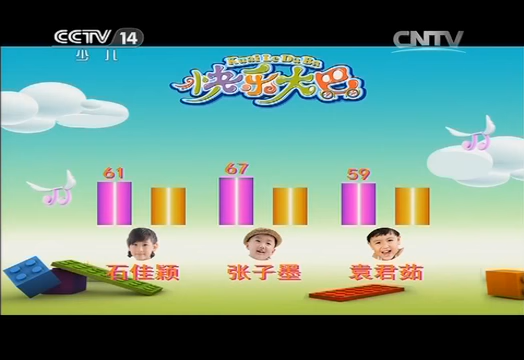 CCTV 14
少儿
CNTV
Kuai Le Da Ba
快乐大巴
61 67 59
石佳颖 张子墨 袁君茹